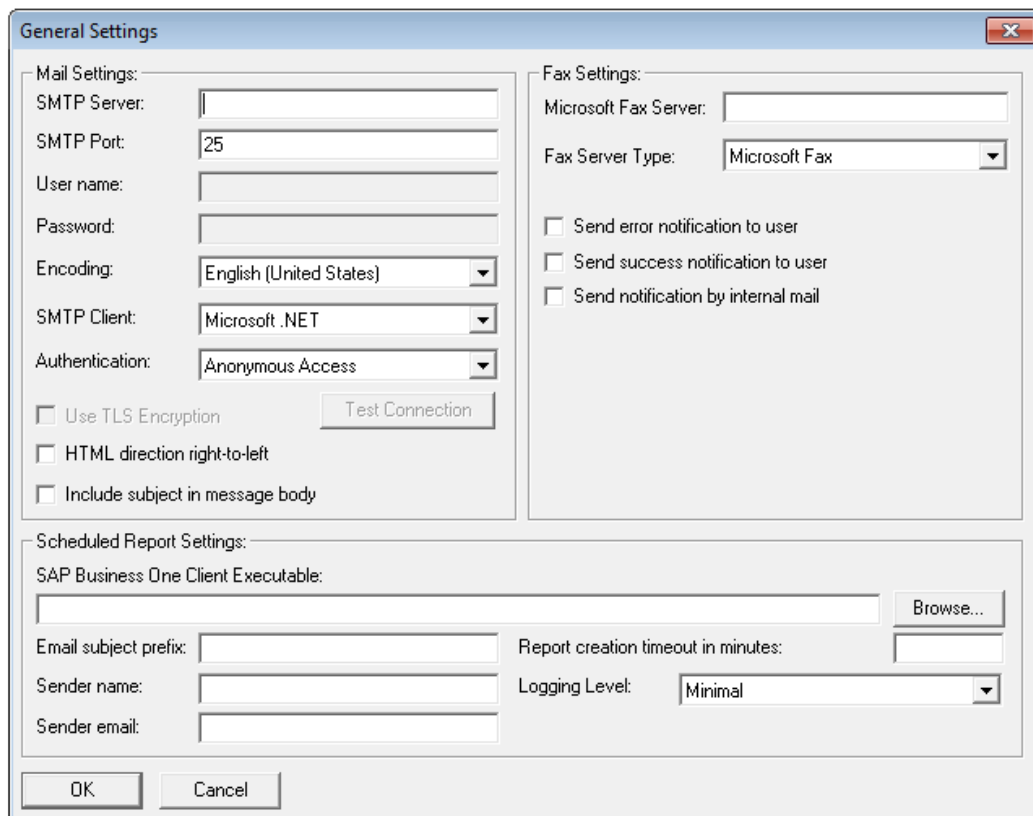 General Settings
Mail Settings:
SMTP Server:
SMTP Port: 25
User name:
Password:
Encoding: English (United States)
SMTP Client: Microsoft .NET
Authentication: Anonymous Access
Use TLS Encryption Test Connection
HTML direction right-to-left
Include subject in message body
Fax Settings:
Microsoft Fax Server:
Fax Server Type: Microsoft Fax
Send error notification to user
Send success notification to user
Send notification by internal mail
Scheduled Report Settings:
SAP Business One Client Executable:
Browse...
Email subject prefix: Report creation timeout in minutes:
Sender name: Logging Level: Minimal
Sender email:
OK Cancel